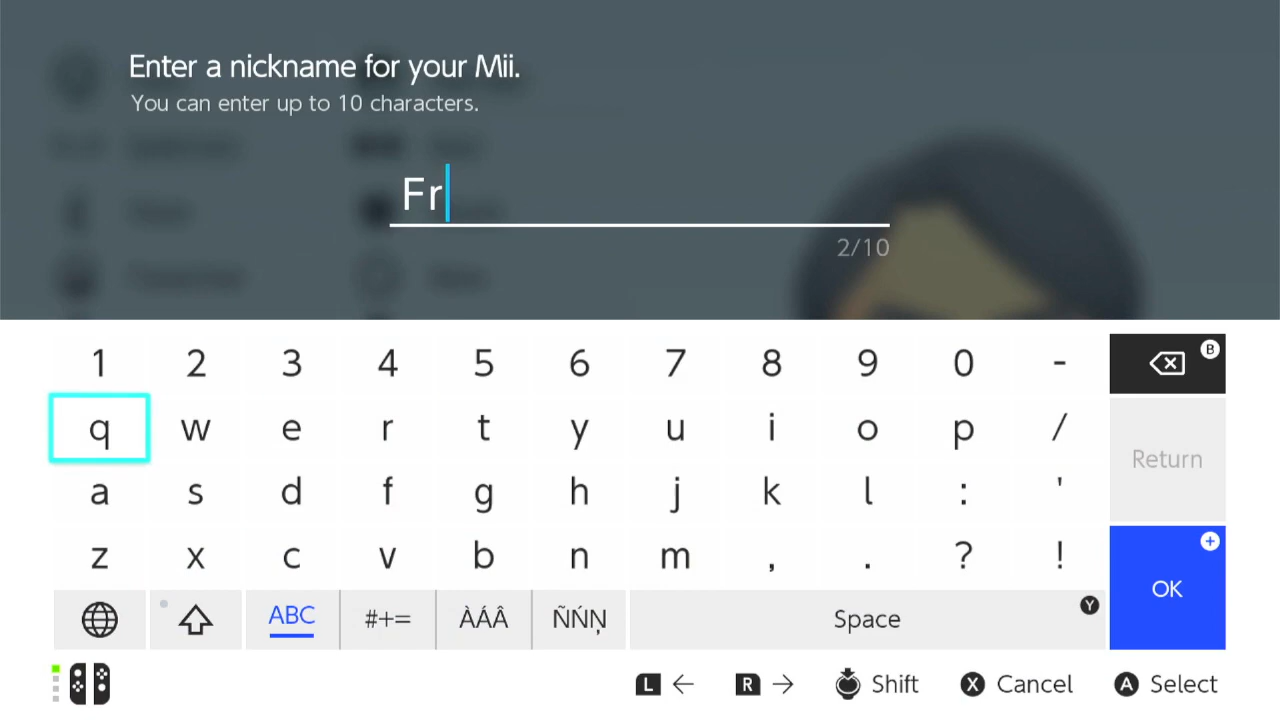 Enter a nickname for your Mii.
You can enter up to 10 characters.
Fr
2/10
1 2 3 4 5 6 7 8 9 0 - B
q w e r t y u i o p / Return
a s d f g h j k l : '
z x c v b n m , . ? ! + OK
ABC #+= ÀÁÂ ÑŃŅ Space Y
L ← R → Shift X Cancel A Select